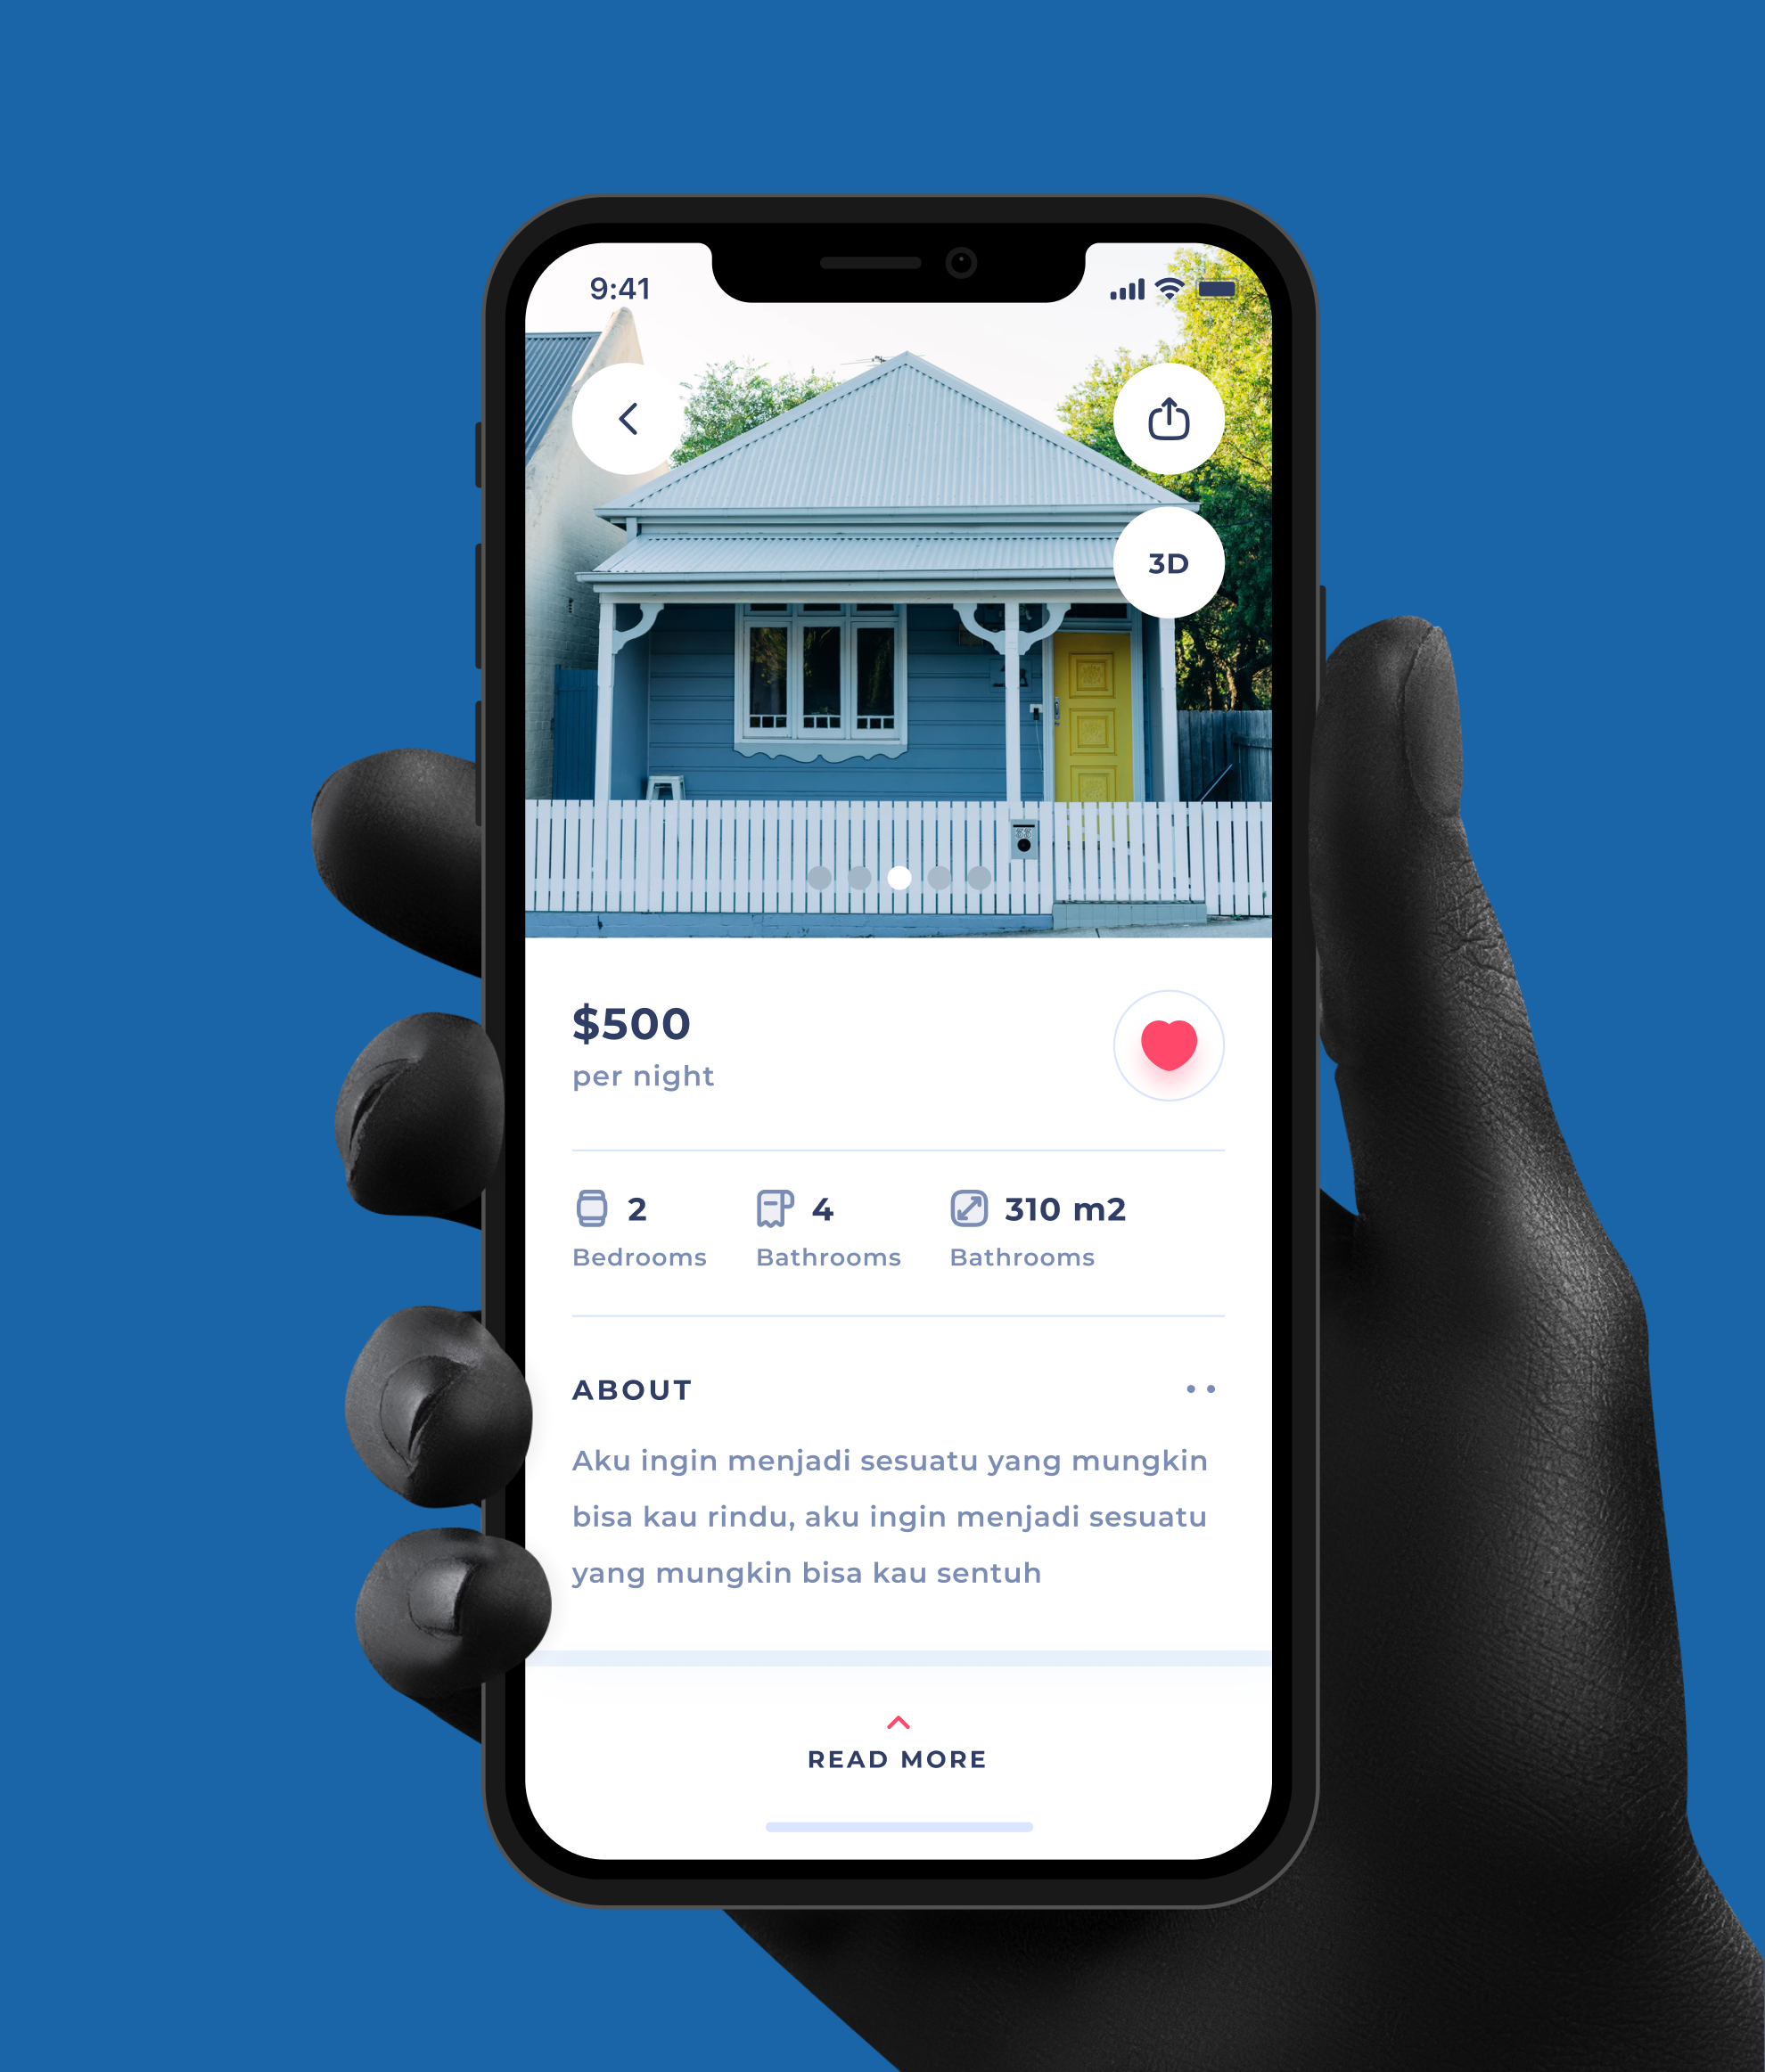 9:41
3D
$500
per night
2
4
310 m2
Bedrooms
Bathrooms
Bathrooms
ABOUT
Aku ingin menjadi sesuatu yang mungkin
bisa kau rindu, aku ingin menjadi sesuatu
yang mungkin bisa kau sentuh
READ MORE